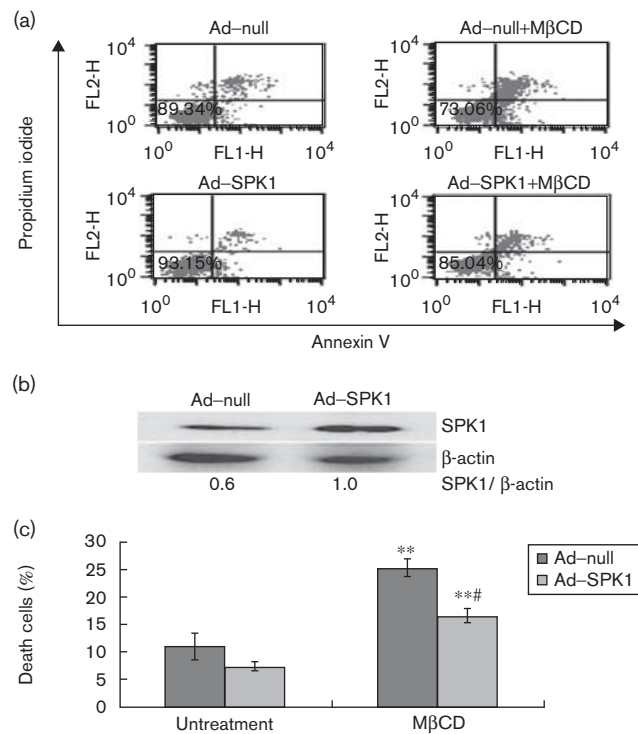 (a)
Ad–null
Ad–null+MβCD
10⁴
FL2-H
10⁰
89.34%
10⁰
FL1-H
10⁴
10⁴
FL2-H
10⁰
73.06%
10⁰
FL1-H
10⁴
Ad–SPK1
Ad–SPK1+MβCD
10⁴
FL2-H
10⁰
93.15%
10⁰
FL1-H
10⁴
10⁴
FL2-H
10⁰
85.04%
10⁰
FL1-H
10⁴
Propidium iodide
Annexin V
(b)
Ad–null
Ad–SPK1
SPK1
β-actin
0.6
1.0
SPK1/ β-actin
(c)
30
25
20
15
10
5
0
Death cells (%)
**
**#
Untreatment
MβCD
Ad–null
Ad–SPK1